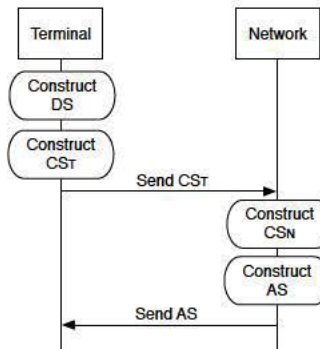 Terminal
Network
Construct
DS
Construct
CST
Send CST
Construct
CSN
Construct
AS
Send AS